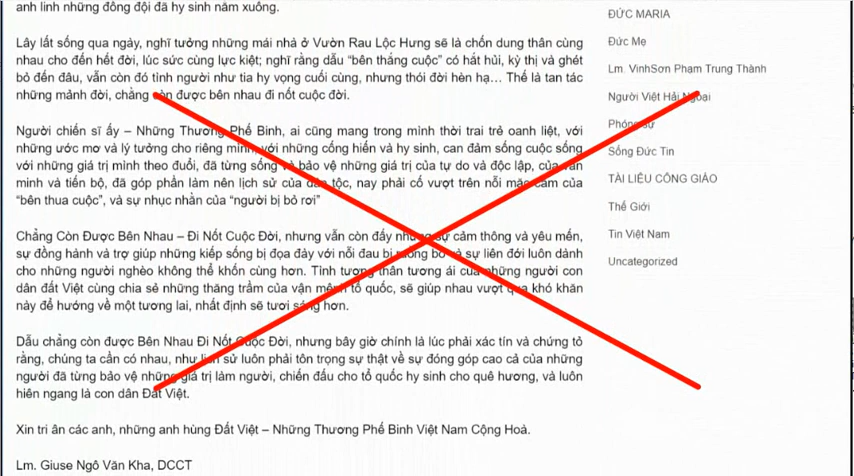 anh linh những đồng đội đã hy sinh năm xuống.
Lây lất sống qua ngày, nghĩ tưởng những mái nhà ở Vườn Rau Lộc Hưng sẽ là chốn dung thân cùng
nhau cho đến hết đời, lúc sức cùng lực kiệt; nghĩ rằng dẫu “bên thắng cuộc” có hất hủi, kỳ thị và ghét
bỏ đến đâu, vẫn còn đó tình người như tia hy vọng cuối cùng, nhưng thói đời hèn hạ… Thế là tan tác
những mảnh đời, chẳng còn được bên nhau đi nốt cuộc đời.
Người chiến sĩ ấy – Những Thương Phế Binh, ai cũng mang trong mình thời trai trẻ oanh liệt, với
những ước mơ và lý tưởng cho riêng mình, với những cống hiến và hy sinh, can đảm sống cuộc sống
với những giá trị mình theo đuổi, đã từng sống và bảo vệ những giá trị của tự do và độc lập, của văn
minh và tiến bộ, đã góp phần làm nên lịch sử của dân tộc, nay phải cố vượt trên nỗi mặc cảm của
“bên thua cuộc”, và sự nhục nhằn của “người bị bỏ rơi”
Chẳng Còn Được Bên Nhau – Đi Nốt Cuộc Đời, nhưng vẫn còn đấy những sự cảm thông và yêu mến,
sự đồng hành và trợ giúp những kiếp sống bị đọa đày với nỗi đau bị ruồng bỏ và sự liên đới luôn dành
cho những người nghèo không thể khốn cùng hơn. Tình tương thân tương ái của những người con
dân đất Việt cùng chia sẻ những thăng trầm của vận mệnh tổ quốc, sẽ giúp nhau vượt qua khó khăn
này để hướng về một tương lai, nhất định sẽ tươi sáng hơn.
Dẫu chẳng còn được Bên Nhau Đi Nốt Cuộc Đời, nhưng bây giờ chính là lúc phải xác tín và chứng tỏ
rằng, chúng ta cần có nhau, như lịch sử luôn phải tôn trọng sự thật về sự đóng góp cao cả của những
người đã từng bảo vệ những giá trị làm người, chiến đấu cho tổ quốc hy sinh cho quê hương, và luôn
hiên ngang là con dân Đất Việt.
Xin tri ân các anh, những anh hùng Đất Việt – Những Thương Phế Binh Việt Nam Cộng Hoà.
Lm. Giuse Ngô Văn Kha, DCCT
ĐỨC MARIA
Đức Mẹ
Lm. VinhSơn Phạm Trung Thành
Người Việt Hải Ngoại
Phóng sự
Sống Đức Tin
TÀI LIỆU CÔNG GIÁO
Thế Giới
Tin Việt Nam
Uncategorized